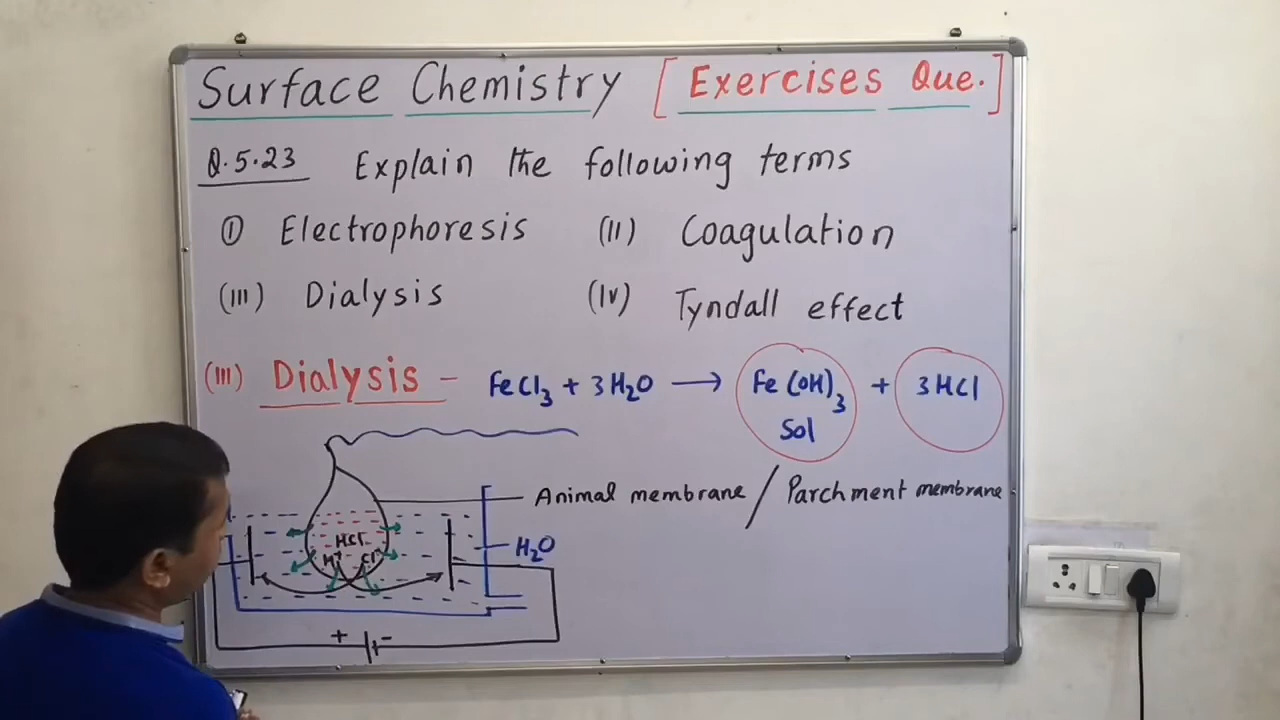 Surface Chemistry [ Exercises Que. ]
Q.5.23 Explain the following terms
(I) Electrophoresis (II) Coagulation
(III) Dialysis (IV) Tyndall effect
(III) Dialysis – FeCl₃ + 3H₂O ⟶ Fe(OH)₃ + 3HCl
Sol
Animal membrane / Parchment membrane
HCl
H₂O
H⁺ Cl⁻
+ -